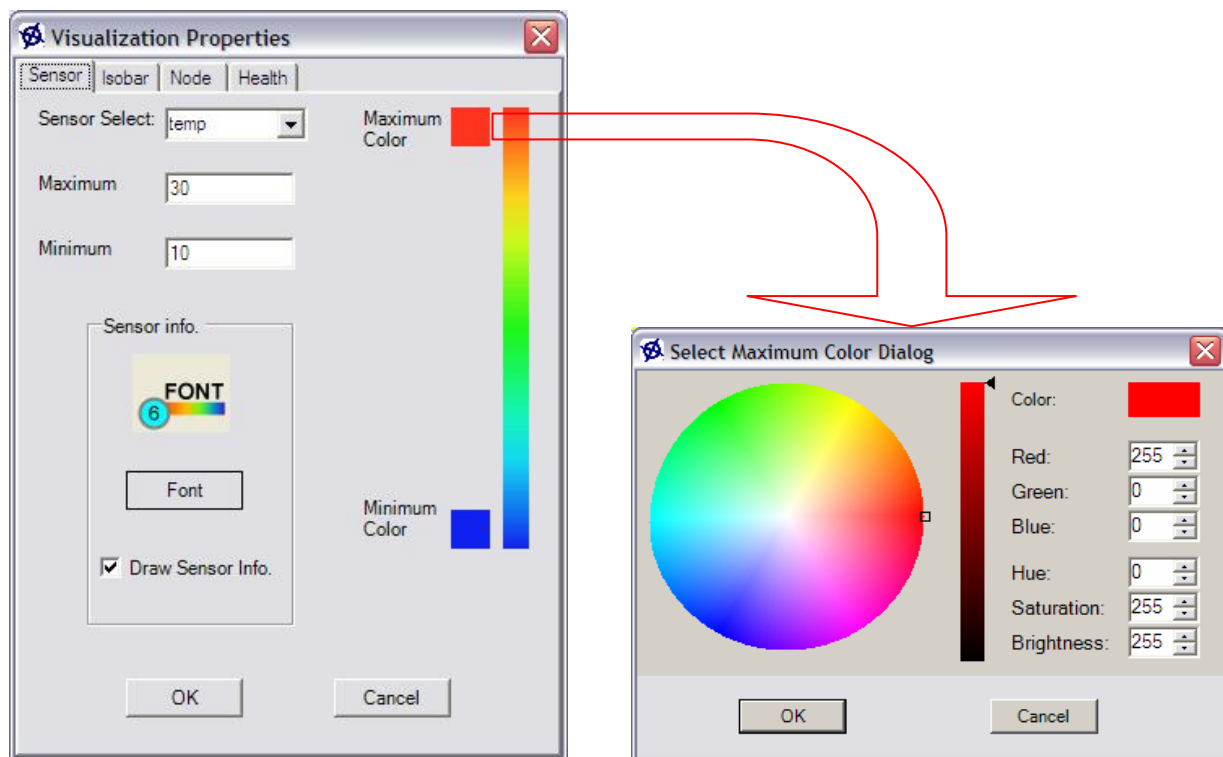 Visualization Properties
Sensor Isobar Node Health
Sensor Select: temp
Maximum
Color
Maximum 30
Minimum 10
Sensor info.
FONT
6
Font
Minimum
Color
Draw Sensor Info.
OK Cancel
Select Maximum Color Dialog
Color:
Red: 255
Green: 0
Blue: 0
Hue: 0
Saturation: 255
Brightness: 255
OK Cancel